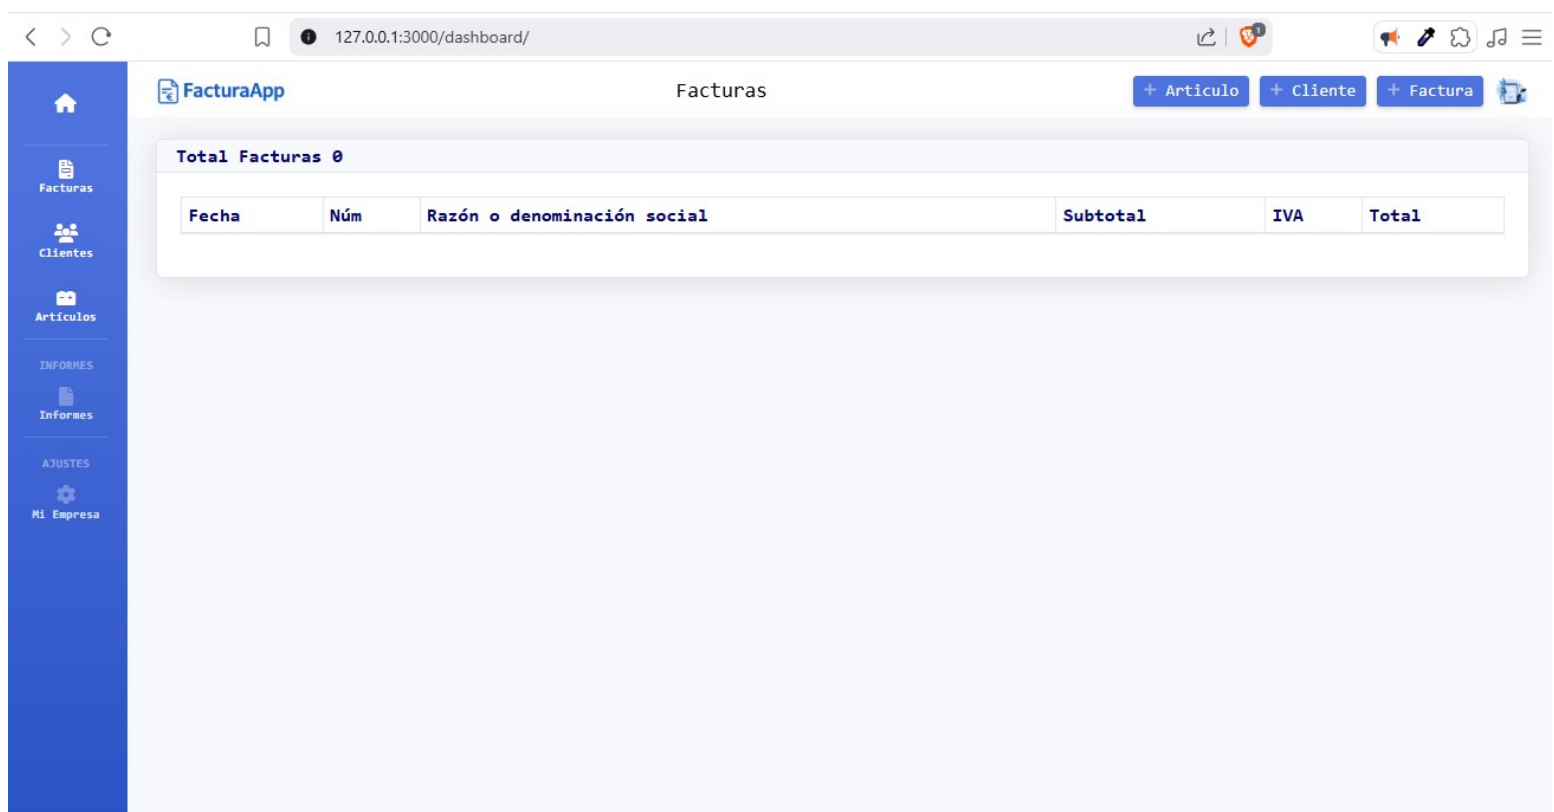 127.0.0.1:3000/dashboard/
1
FacturaApp
Facturas
+ Articulo
+ Cliente
+ Factura
Facturas
Clientes
Artículos
INFORMES
Informes
AJUSTES
Mi Empresa
Total Facturas 0
Fecha Núm Razón o denominación social Subtotal IVA Total